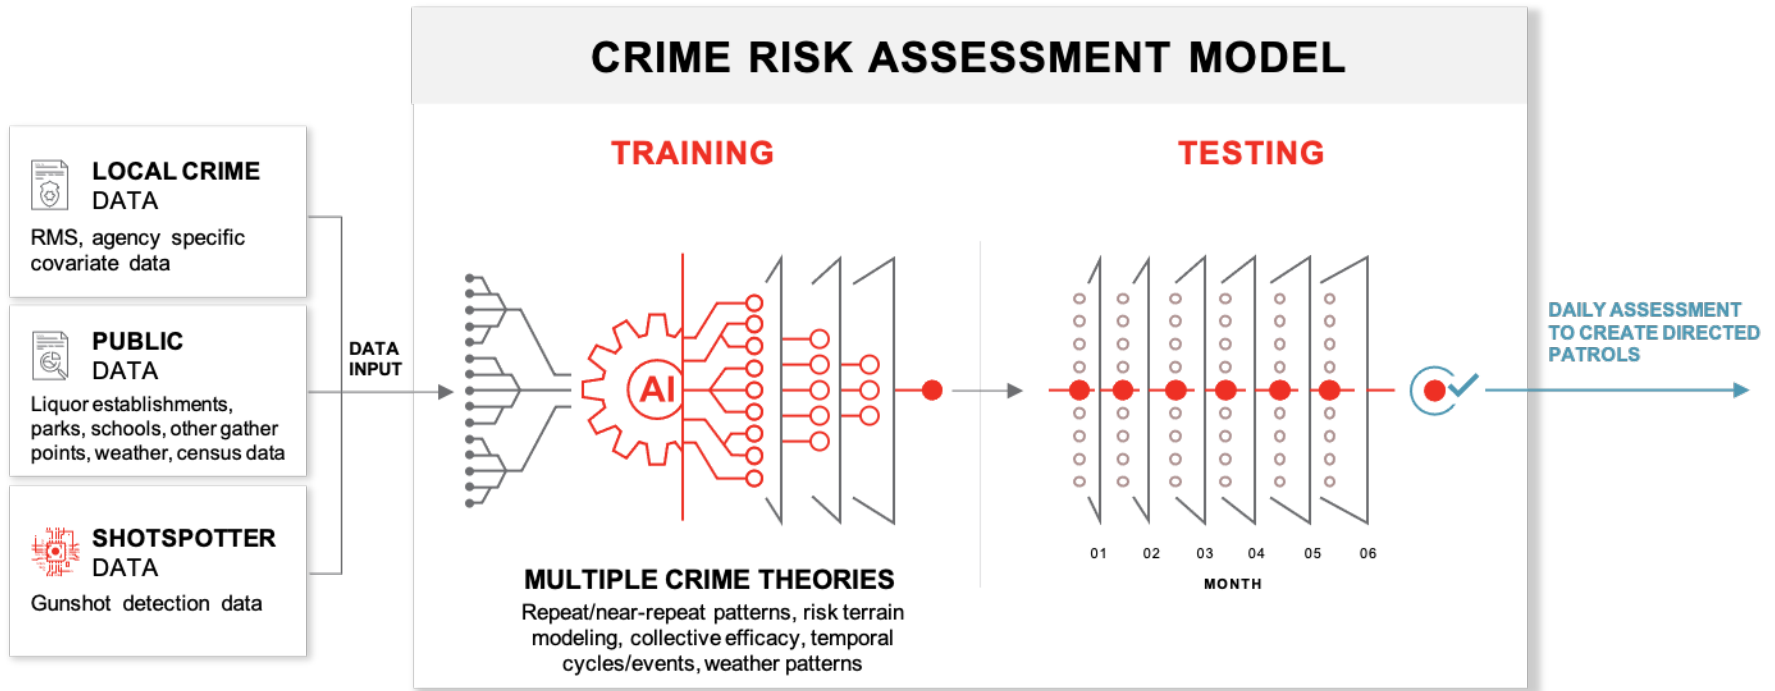 CRIME RISK ASSESSMENT MODEL
LOCAL CRIME
DATA
RMS, agency specific
covariate data
PUBLIC
DATA
Liquor establishments,
parks, schools, other gather
points, weather, census data
SHOTSPOTTER
DATA
Gunshot detection data
DATA
INPUT
TRAINING
AI
MULTIPLE CRIME THEORIES
Repeat/near-repeat patterns, risk terrain
modeling, collective efficacy, temporal
cycles/events, weather patterns
TESTING
01 02 03 04 05 06
MONTH
DAILY ASSESSMENT
TO CREATE DIRECTED
PATROLS